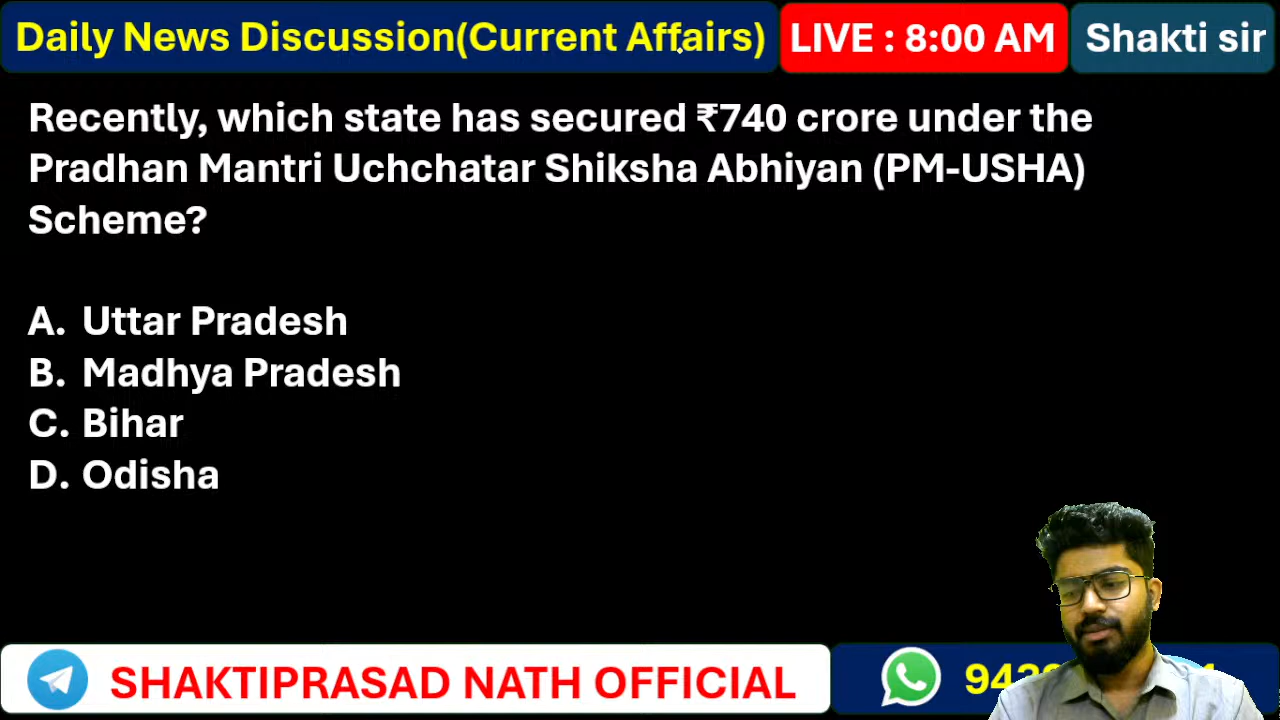 Daily News Discussion(Current Affairs) LIVE : 8:00 AM Shakti sir
Recently, which state has secured ₹740 crore under the
Pradhan Mantri Uchchatar Shiksha Abhiyan (PM-USHA)
Scheme?
A. Uttar Pradesh
B. Madhya Pradesh
C. Bihar
D. Odisha
SHAKTIPRASAD NATH OFFICIAL